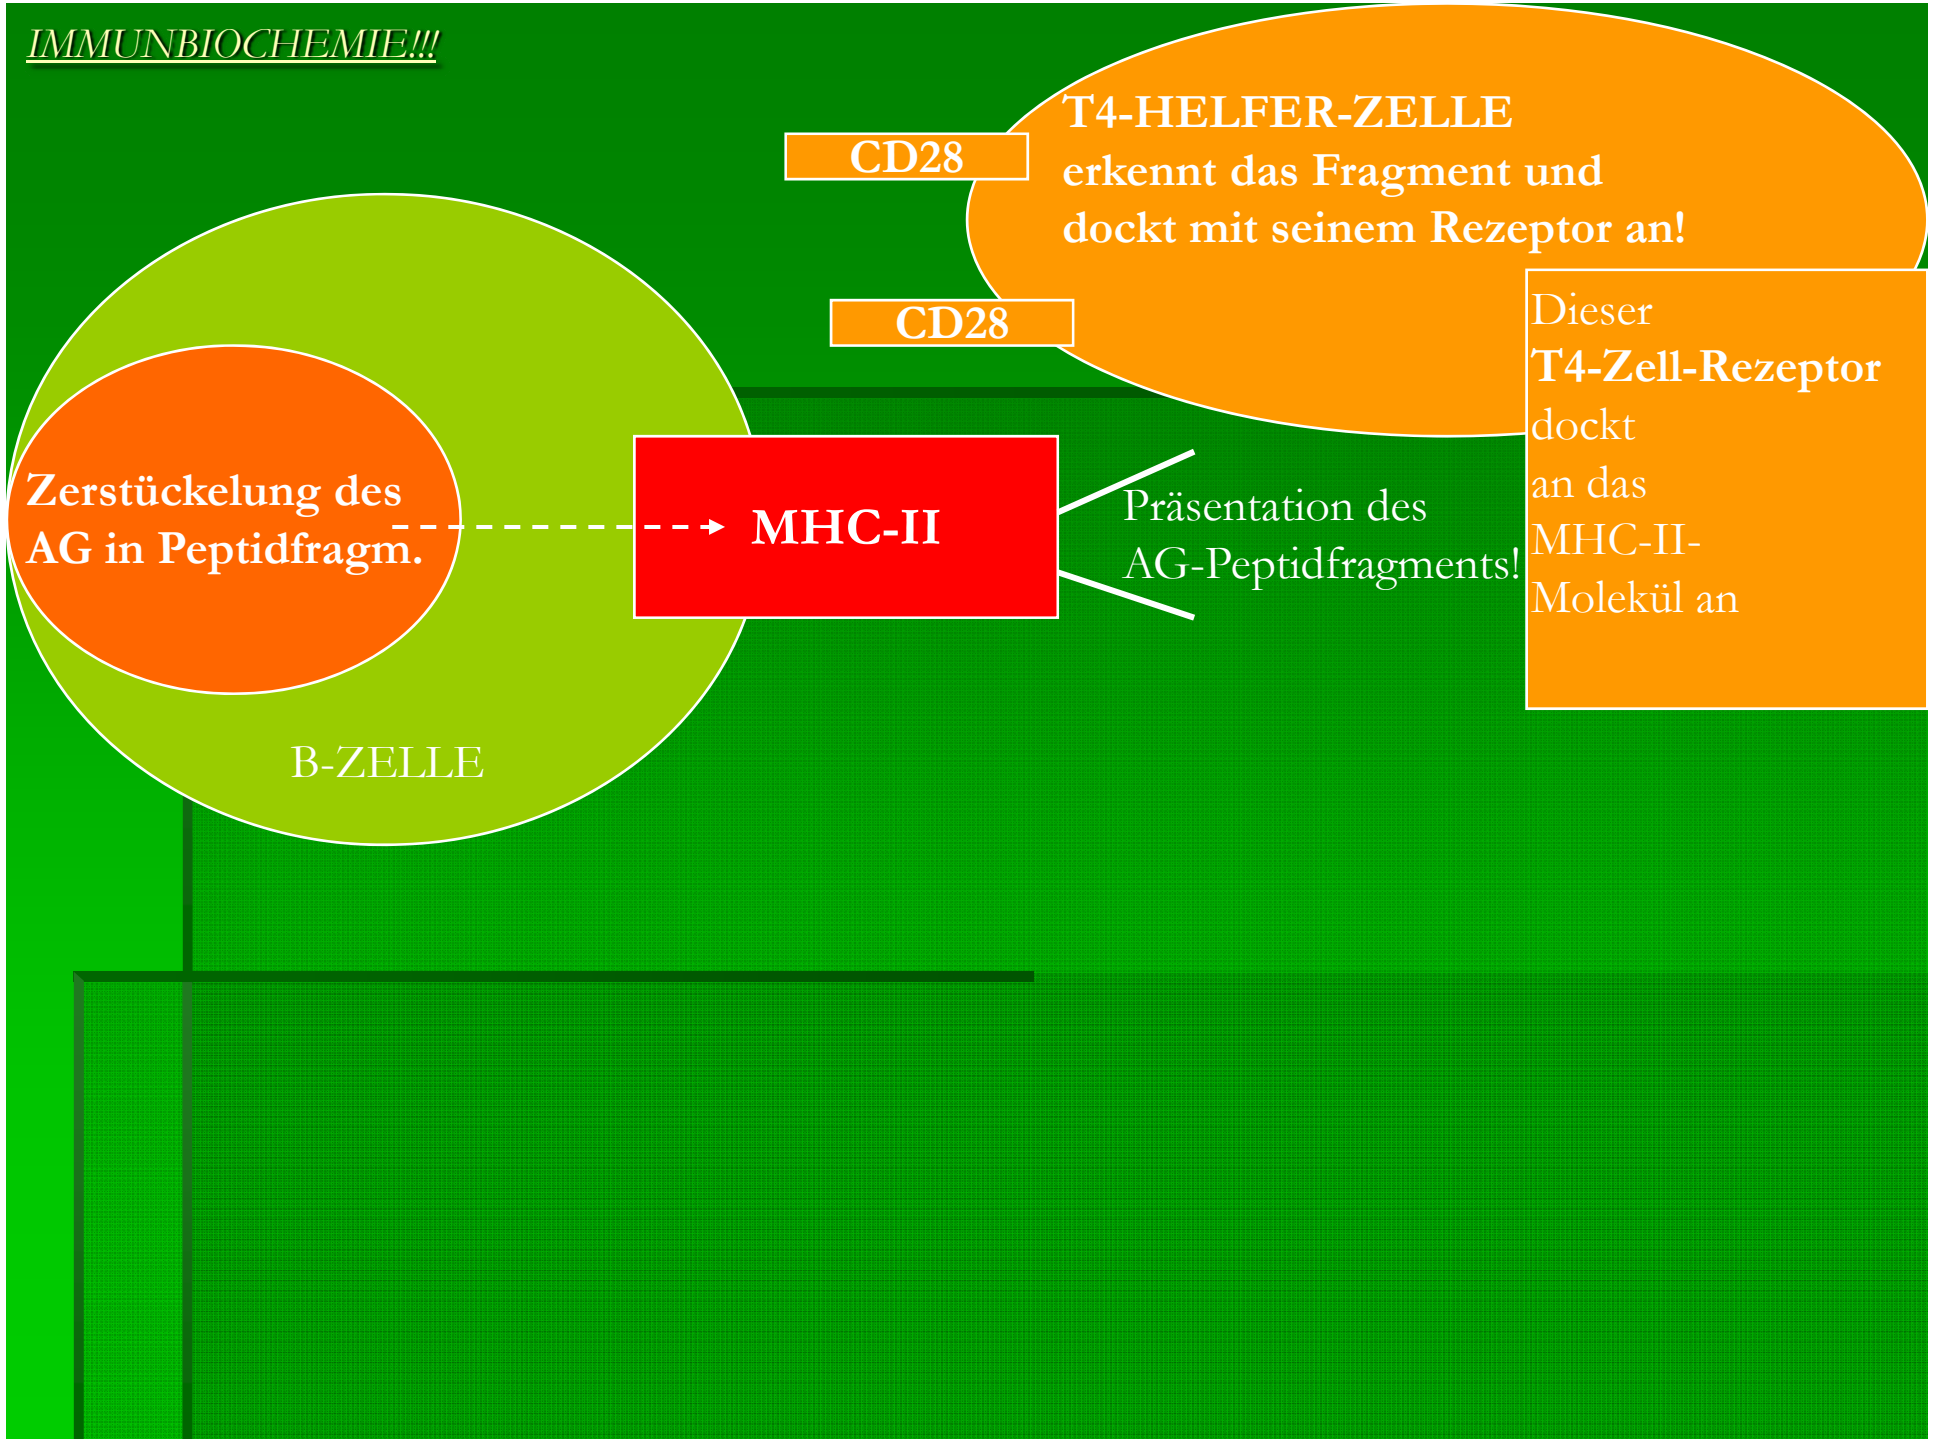 IMMUNBIOCHEMIE!!!
T4-HELFER-ZELLE
erkennt das Fragment und
dockt mit seinem Rezeptor an!
CD28
CD28
Dieser
T4-Zell-Rezeptor
dockt
an das
MHC-II-
Molekül an
Zerstückelung des
AG in Peptidfragm.
MHC-II
Präsentation des
AG-Peptidfragments!
B-ZELLE